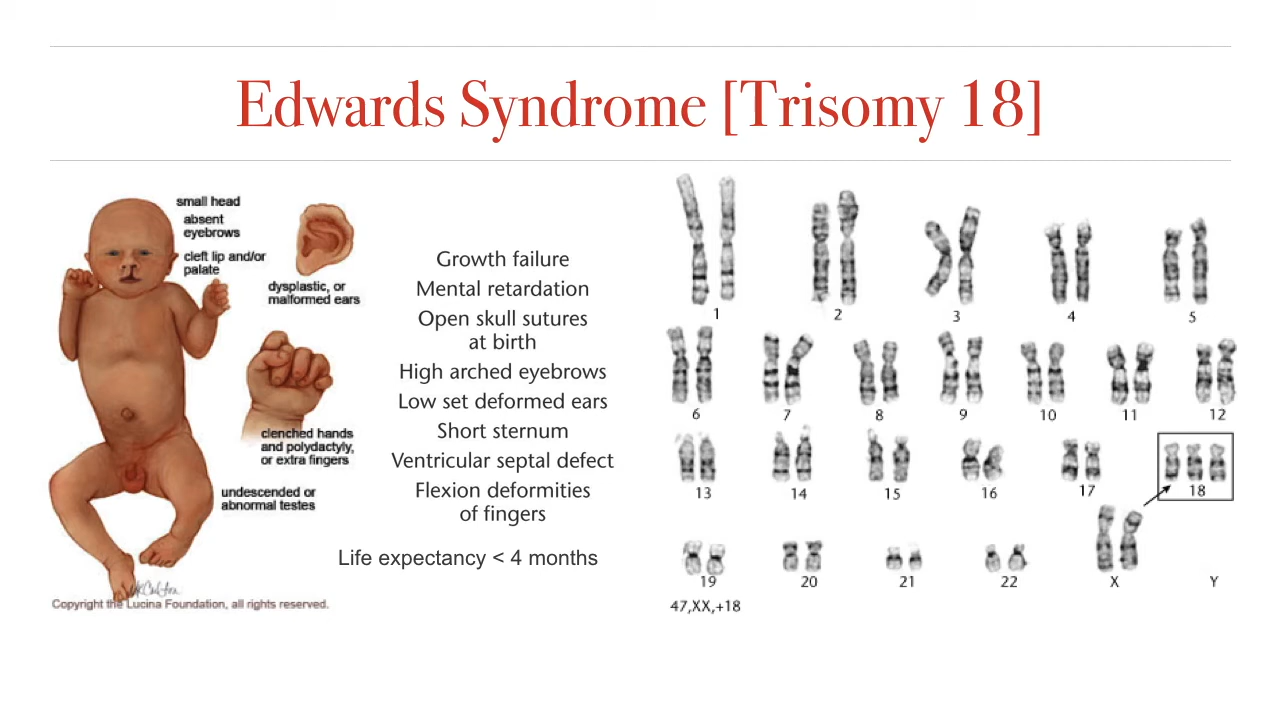 Edwards Syndrome [Trisomy 18]
small head
absent
eyebrows
cleft lip and/or
palate
dysplastic, or
malformed ears
clenched hands
and polydactyly,
or extra fingers
undescended or
abnormal testes
Copyright the Lucina Foundation, all rights reserved.
Growth failure
Mental retardation
Open skull sutures
at birth
High arched eyebrows
Low set deformed ears
Short sternum
Ventricular septal defect
Flexion deformities
of fingers
Life expectancy < 4 months
1 2 3 4 5
6 7 8 9 10 11 12
13 14 15 16 17 18
19 20 21 22 X Y
47,XX,+18